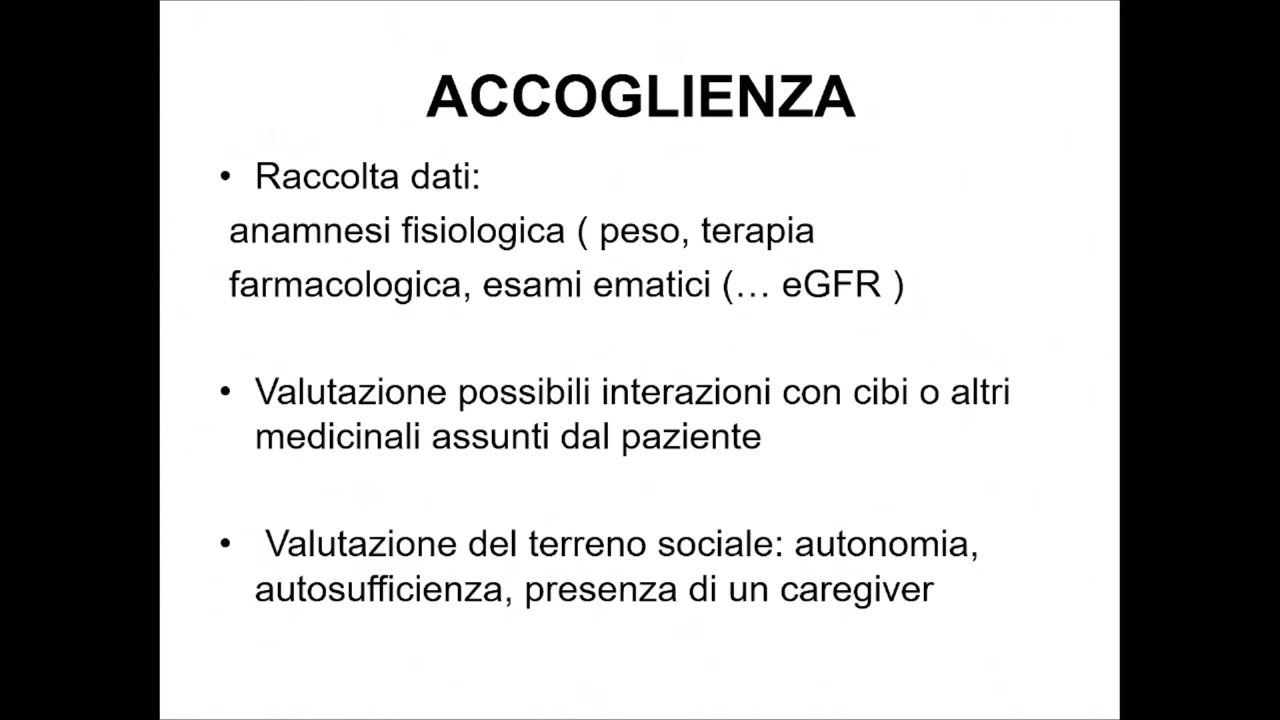 ACCOGLIENZA
• Raccolta dati:
anamnesi fisiologica ( peso, terapia
farmacologica, esami ematici (… eGFR )
• Valutazione possibili interazioni con cibi o altri
medicinali assunti dal paziente
• Valutazione del terreno sociale: autonomia,
autosufficienza, presenza di un caregiver